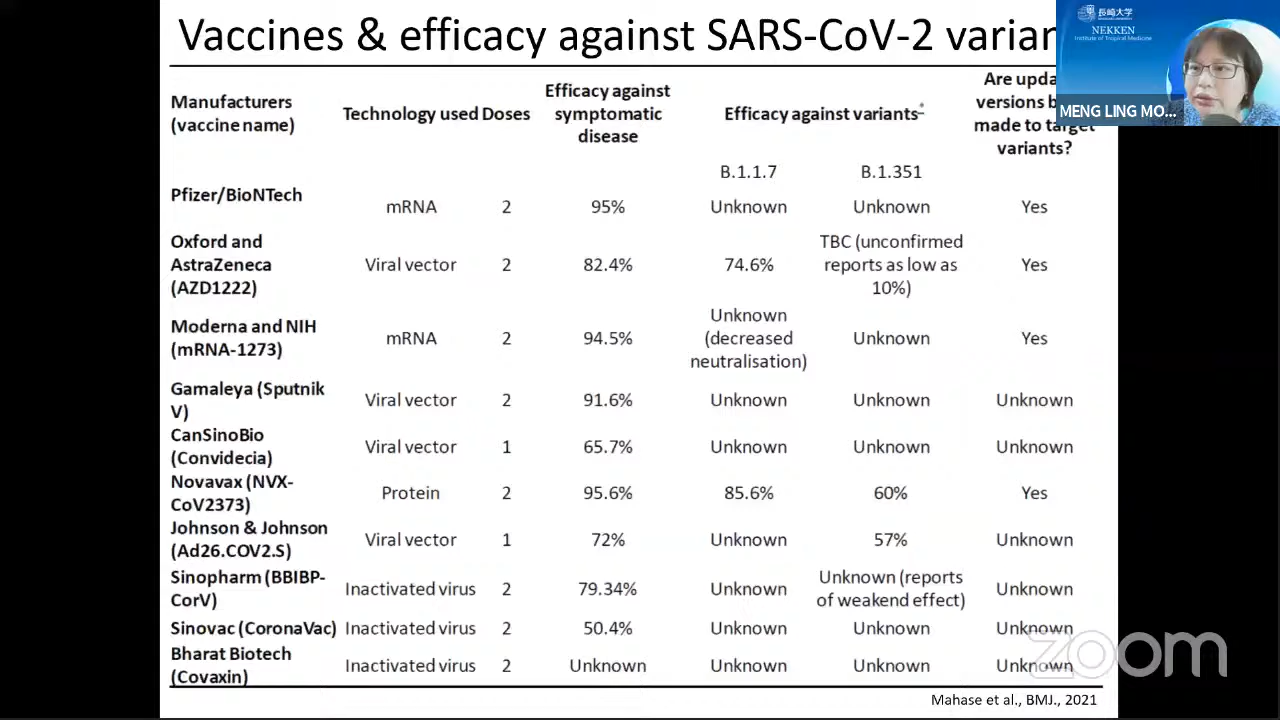 Vaccines & efficacy against SARS-CoV-2 varian
長崎大学
NEKKEN
Institute of Tropical Medicine
MENG LING MO...
Manufacturers
(vaccine name)
Technology used
Doses
Efficacy against
symptomatic
disease
Efficacy against variants*
Are upda
versions b
made to target
variants?
B.1.1.7
B.1.351
Pfizer/BioNTech
mRNA
2
95%
Unknown
Unknown
Yes
Oxford and
AstraZeneca
(AZD1222)
Viral vector
2
82.4%
74.6%
TBC (unconfirmed
reports as low as
10%)
Yes
Moderna and NIH
(mRNA-1273)
mRNA
2
94.5%
Unknown
(decreased
neutralisation)
Unknown
Yes
Gamaleya (Sputnik
V)
Viral vector
2
91.6%
Unknown
Unknown
Unknown
CanSinoBio
(Convidecia)
Viral vector
1
65.7%
Unknown
Unknown
Unknown
Novavax (NVX-
CoV2373)
Protein
2
95.6%
85.6%
60%
Yes
Johnson & Johnson
(Ad26.COV2.S)
Viral vector
1
72%
Unknown
57%
Unknown
Sinopharm (BBIBP-
CorV)
Inactivated virus
2
79.34%
Unknown
Unknown (reports
of weakend effect)
Unknown
Sinovac (CoronaVac)
Inactivated virus
2
50.4%
Unknown
Unknown
Unknown
Bharat Biotech
(Covaxin)
Inactivated virus
2
Unknown
Unknown
Unknown
Unknown
zoom
Mahase et al., BMJ., 2021